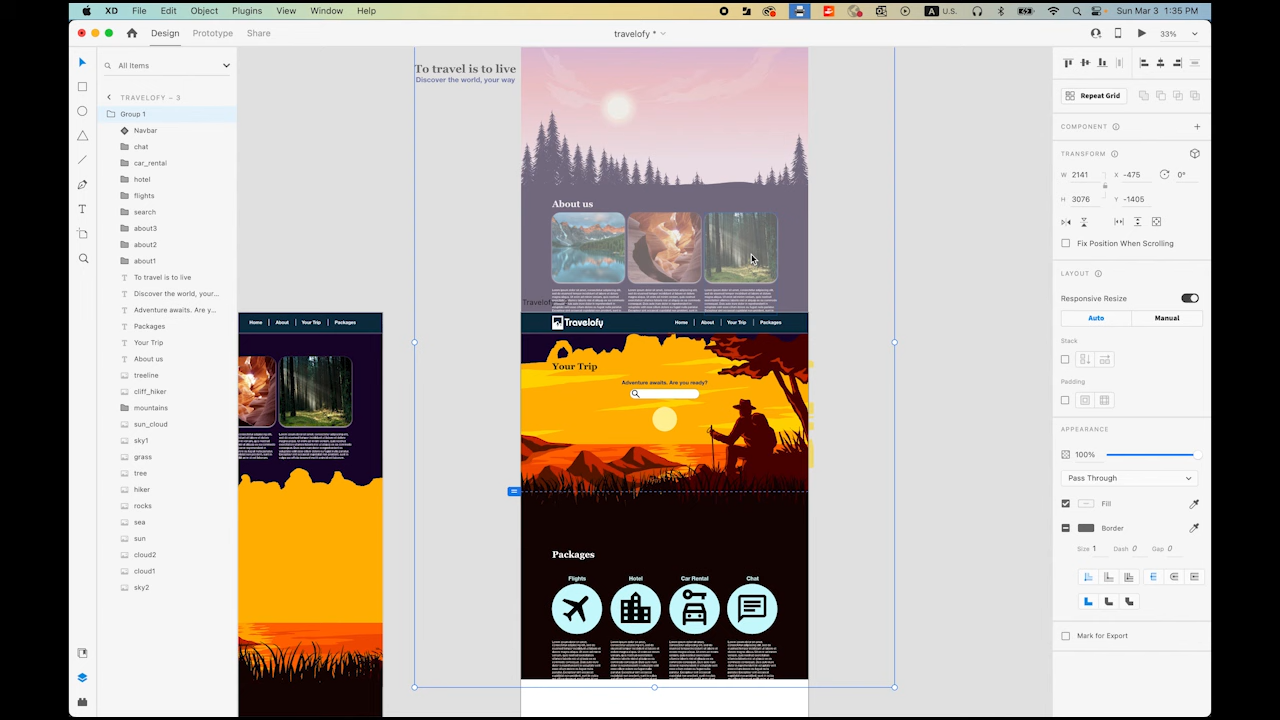 XD File Edit Object Plugins View Window Help
A U.S. Sun Mar 3 1:35 PM
Design Prototype Share
travelofy *
33%
All Items
TRAVELOFY – 3
Group 1
Navbar
chat
car_rental
hotel
flights
search
about3
about2
about1
T To travel is to live
T Discover the world, your...
T Adventure awaits. Are y...
T Packages
T Your Trip
T About us
treeline
cliff_hiker
mountains
sun_cloud
sky1
grass
tree
hiker
rocks
sea
sun
cloud2
cloud1
sky2
Home About Your Trip Packages
To travel is to live
Discover the world, your way
About us
Travelofy
Home About Your Trip Packages
Your Trip
Adventure awaits. Are you ready?
Packages
Flights Hotel Car Rental Chat
Repeat Grid
COMPONENT
TRANSFORM
W 2141 X -475 0°
H 3076 Y -1405
Fix Position When Scrolling
LAYOUT
Responsive Resize
Auto Manual
Stack
Padding
APPEARANCE
100%
Pass Through
Fill
Border
Size 1 Dash 0 Gap 0
Mark for Export